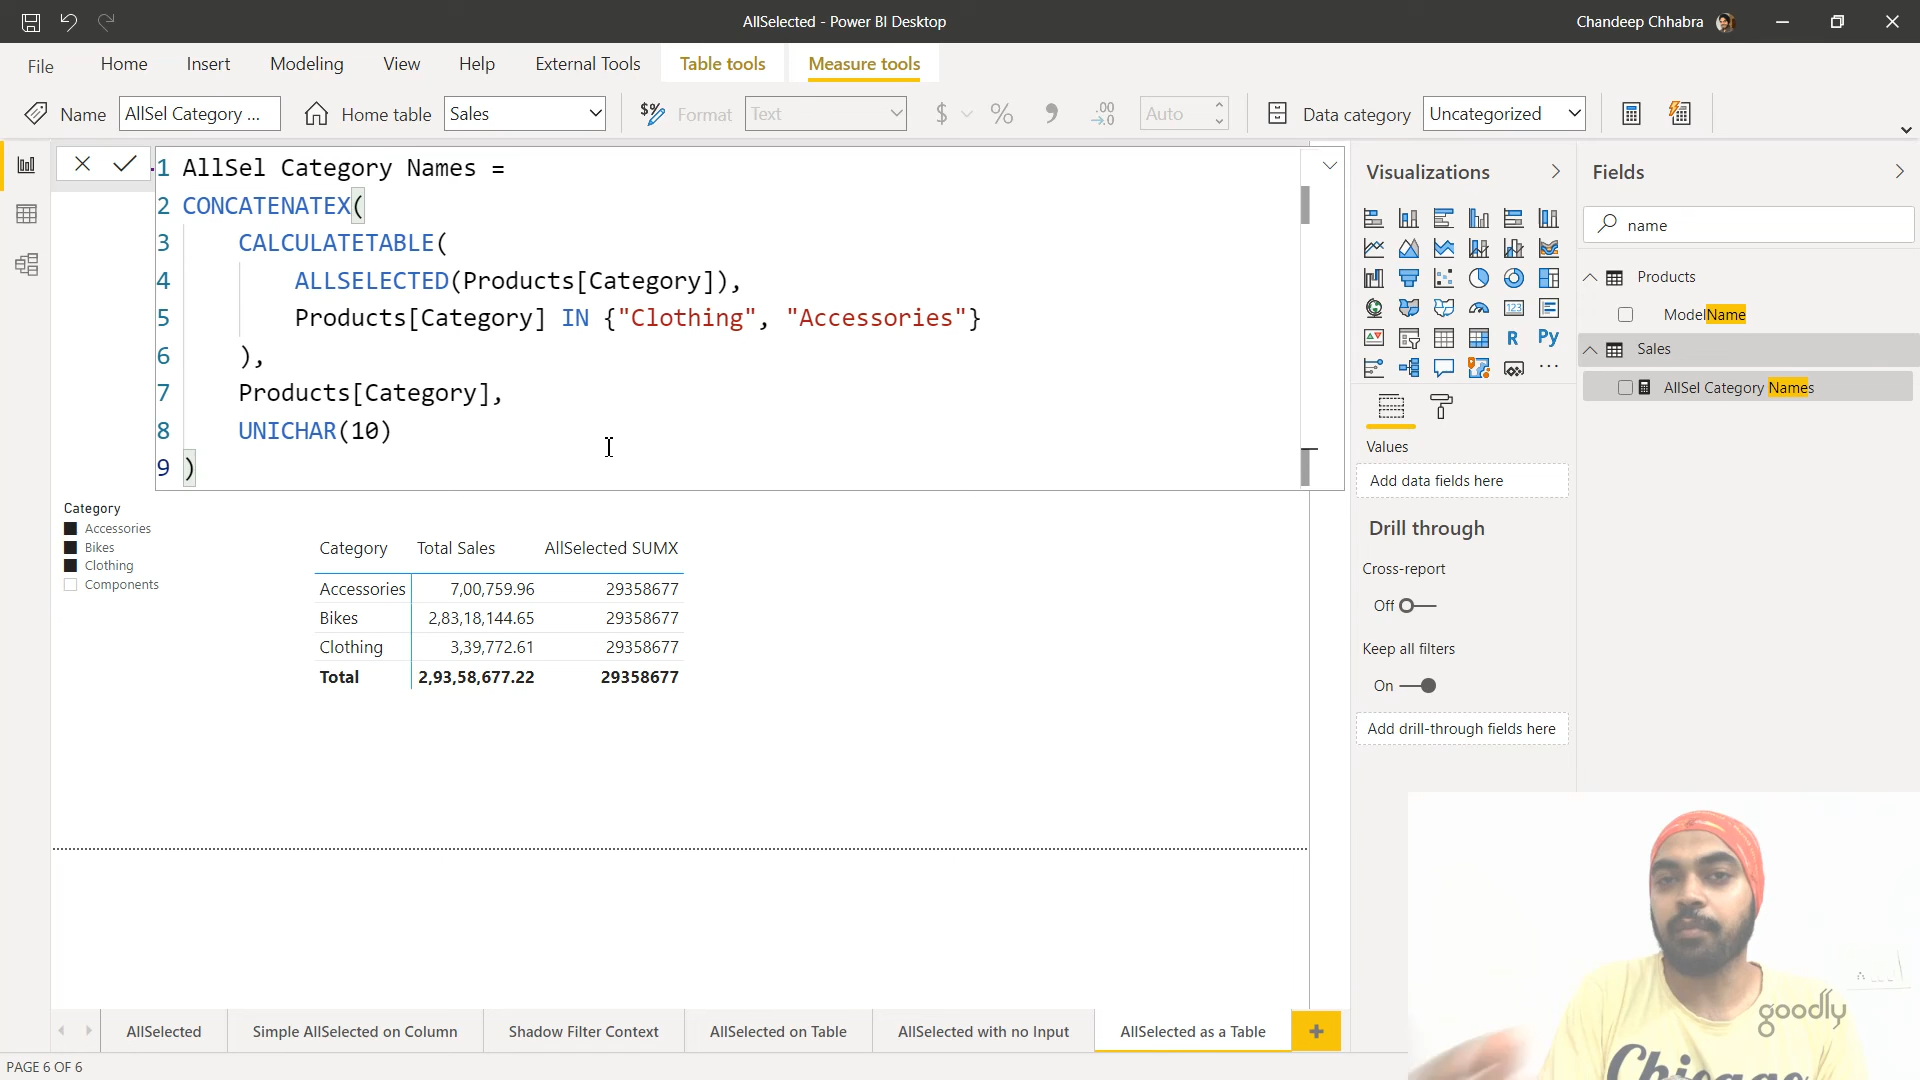 AllSelected - Power BI Desktop
Chandeep Chhabra
File
Home
Insert
Modeling
View
Help
External Tools
Table tools
Measure tools
Name
AllSel Category ...
Home table
Sales
Format
Text
$
%
Auto
Data category
Uncategorized
1 AllSel Category Names =
2 CONCATENATEX(
3 CALCULATETABLE(
4 ALLSELECTED(Products[Category]),
5 Products[Category] IN {"Clothing", "Accessories"}
6 ),
7 Products[Category],
8 UNICHAR(10)
9 )
Category
Accessories
Bikes
Clothing
Components
Category Total Sales AllSelected SUMX
Accessories 7,00,759.96 29358677
Bikes 2,83,18,144.65 29358677
Clothing 3,39,772.61 29358677
Total 2,93,58,677.22 29358677
Visualizations
R
Py
Values
Add data fields here
Drill through
Cross-report
Off
Keep all filters
On
Add drill-through fields here
Fields
name
Products
ModelName
Sales
AllSel Category Names
goodly
Chicago
AllSelected
Simple AllSelected on Column
Shadow Filter Context
AllSelected on Table
AllSelected with no Input
AllSelected as a Table
PAGE 6 OF 6